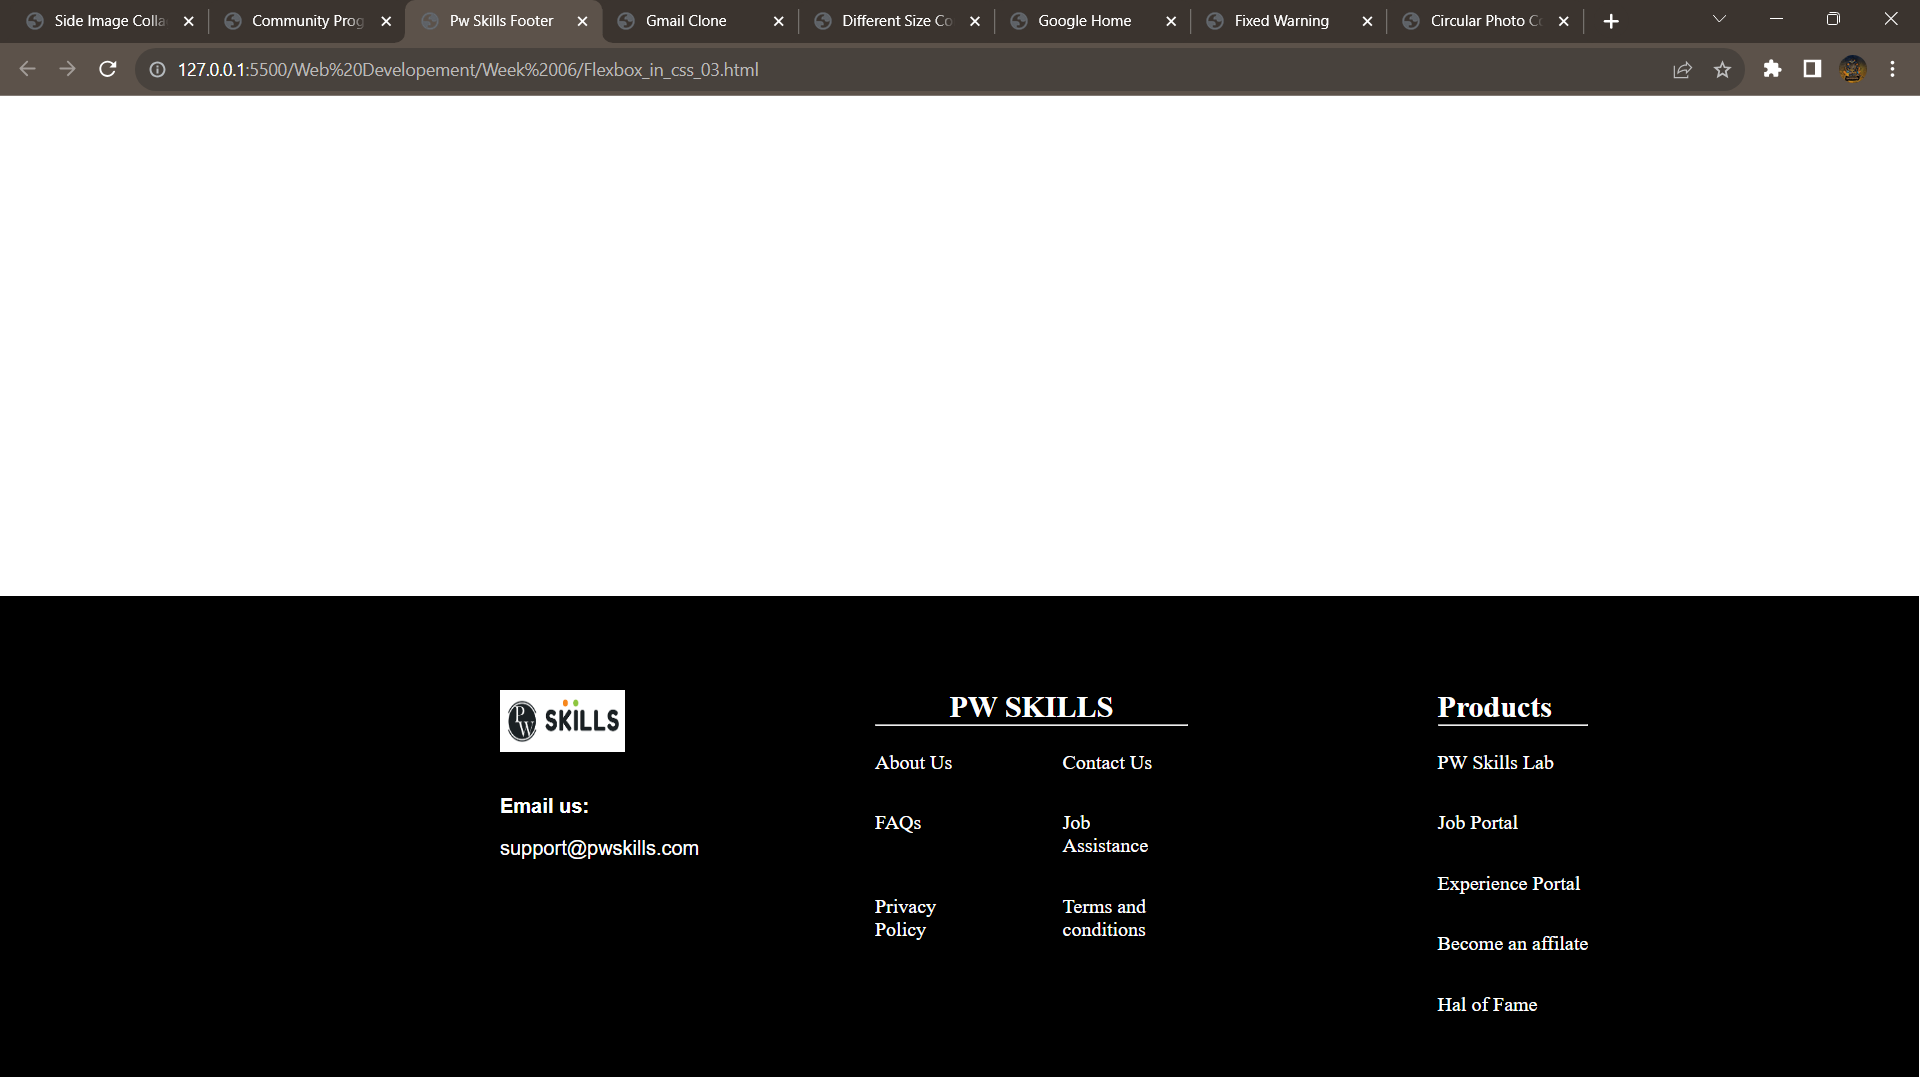 Side Image Colla
Community Prog
Pw Skills Footer
Gmail Clone
Different Size Co
Google Home
Fixed Warning
Circular Photo Co
127.0.0.1:5500/Web%20Developement/Week%2006/Flexbox_in_css_03.html
PW SKILLS
Email us:
support@pwskills.com
PW SKILLS
About Us
Contact Us
FAQs
Job
Assistance
Privacy
Policy
Terms and
conditions
Products
PW Skills Lab
Job Portal
Experience Portal
Become an affilate
Hal of Fame